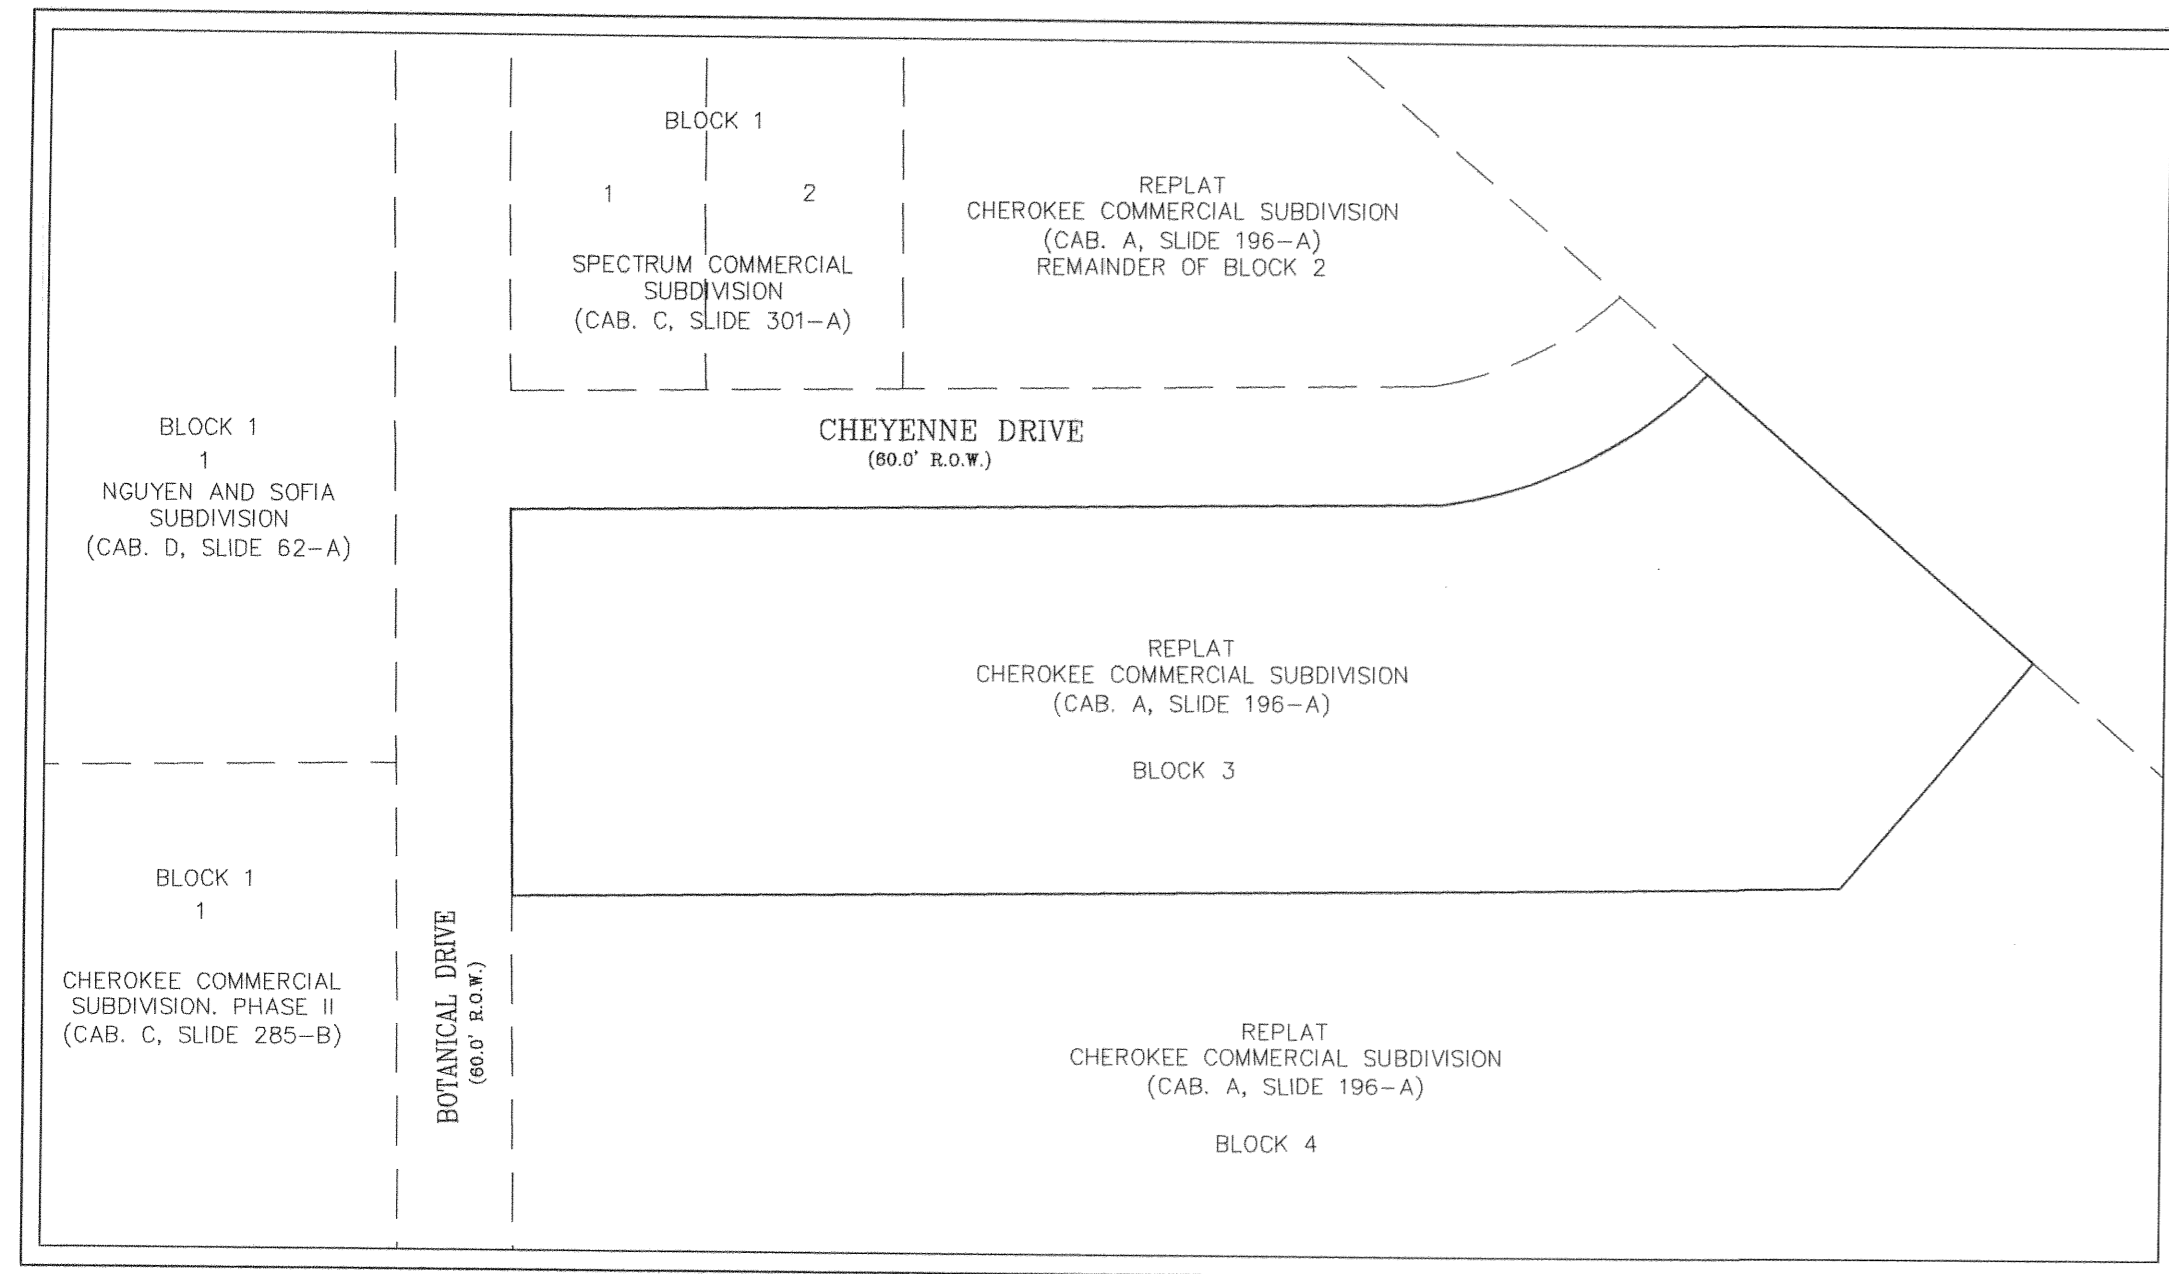 BLOCK 1
1
2
SPECTRUM COMMERCIAL
SUBDIVISION
(CAB. C, SLIDE 301-A)
REPLAT
CHEROKEE COMMERCIAL SUBDIVISION
(CAB. A, SLIDE 196-A)
REMAINDER OF BLOCK 2
CHEYENNE DRIVE
(60.0' R.O.W.)
BLOCK 1
1
NGUYEN AND SOFIA
SUBDIVISION
(CAB. D, SLIDE 62-A)
REPLAT
CHEROKEE COMMERCIAL SUBDIVISION
(CAB. A, SLIDE 196-A)
BLOCK 3
BLOCK 1
1
CHEROKEE COMMERCIAL
SUBDIVISION. PHASE II
(CAB. C, SLIDE 285-B)
BOTANICAL DRIVE
(60.0' R.O.W.)
REPLAT
CHEROKEE COMMERCIAL SUBDIVISION
(CAB. A, SLIDE 196-A)
BLOCK 4